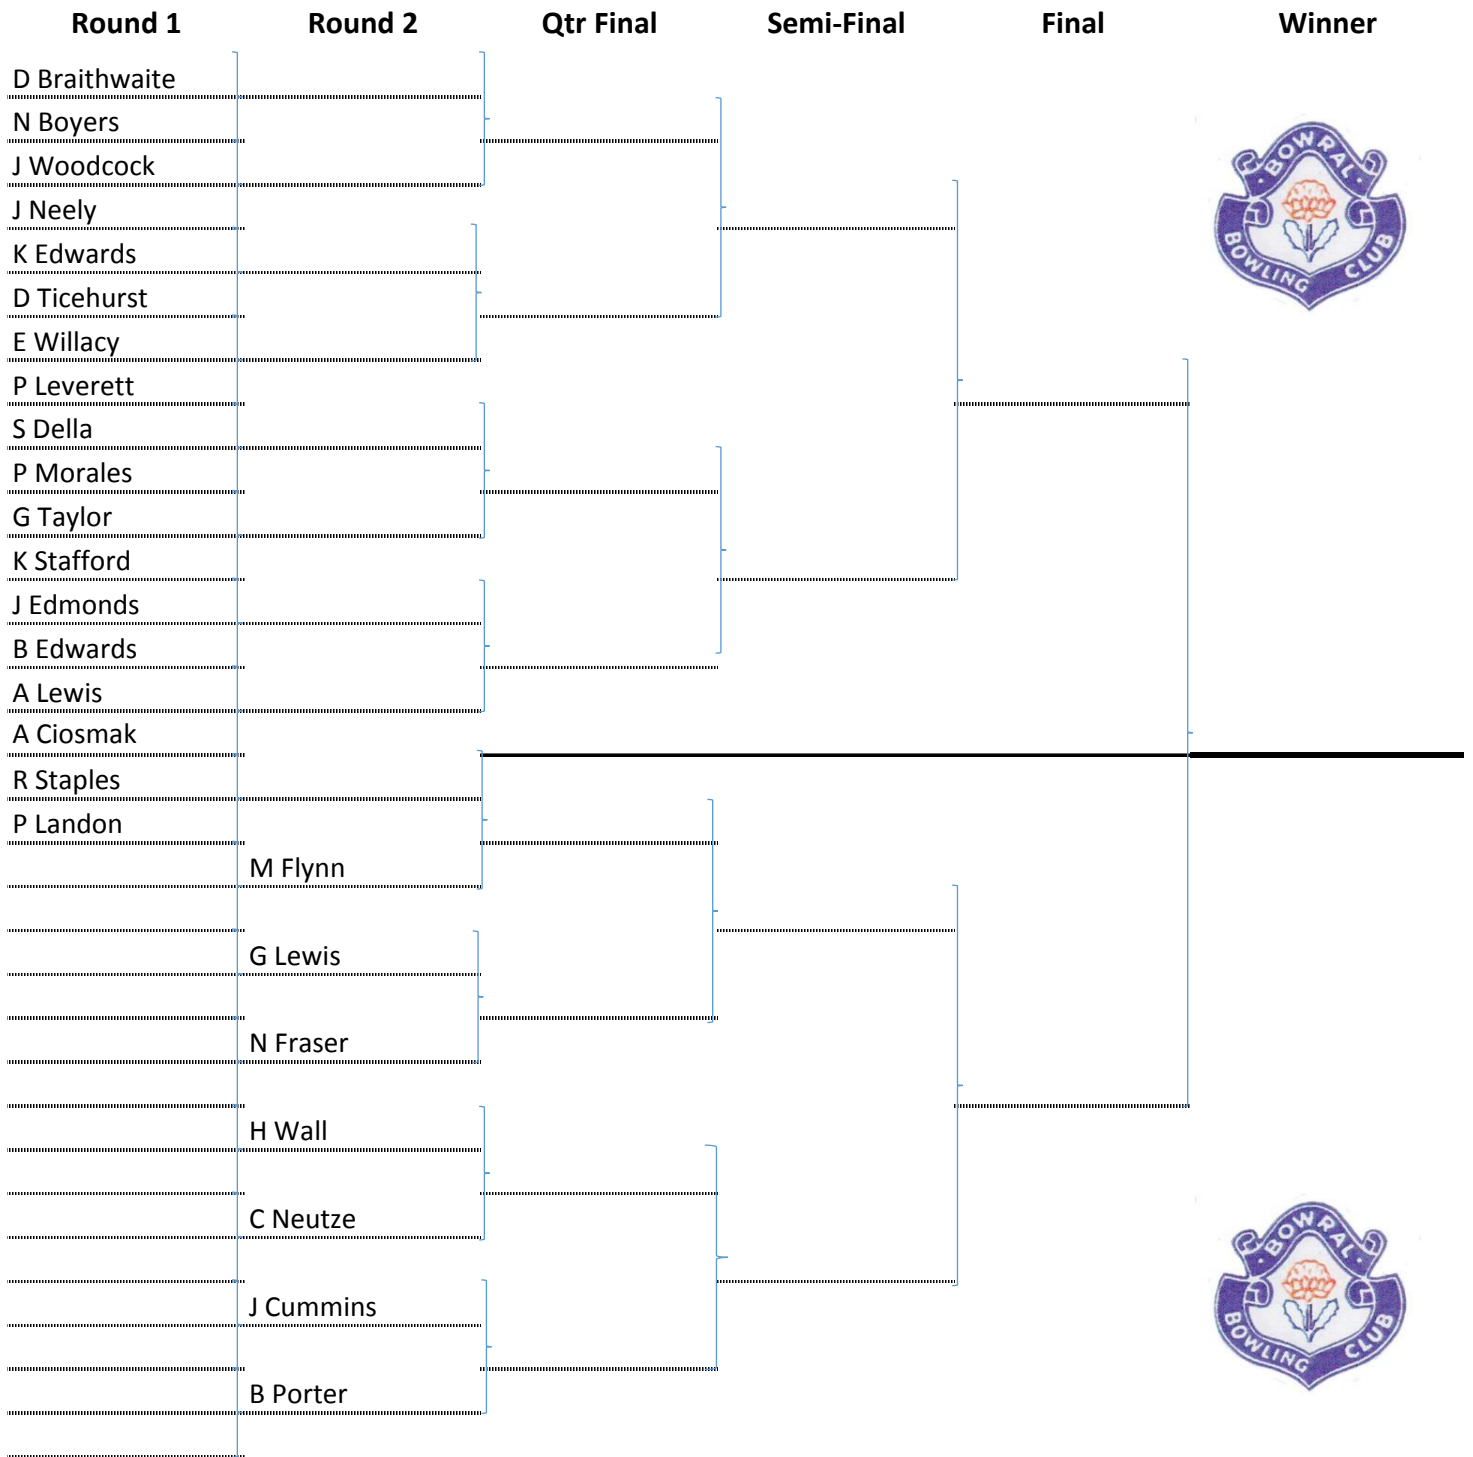 Round 1 Round 2 Qtr Final Semi-Final Final Winner
D Braithwaite
N Boyers
J Woodcock
J Neely
K Edwards
D Ticehurst
E Willacy
P Leverett
S Della
P Morales
G Taylor
K Stafford
J Edmonds
B Edwards
A Lewis
A Ciosmak
R Staples
P Landon
M Flynn
G Lewis
N Fraser
H Wall
C Neutze
J Cummins
B Porter
· BOWRAL ·
BOWLING CLUB
· BOWRAL ·
BOWLING CLUB